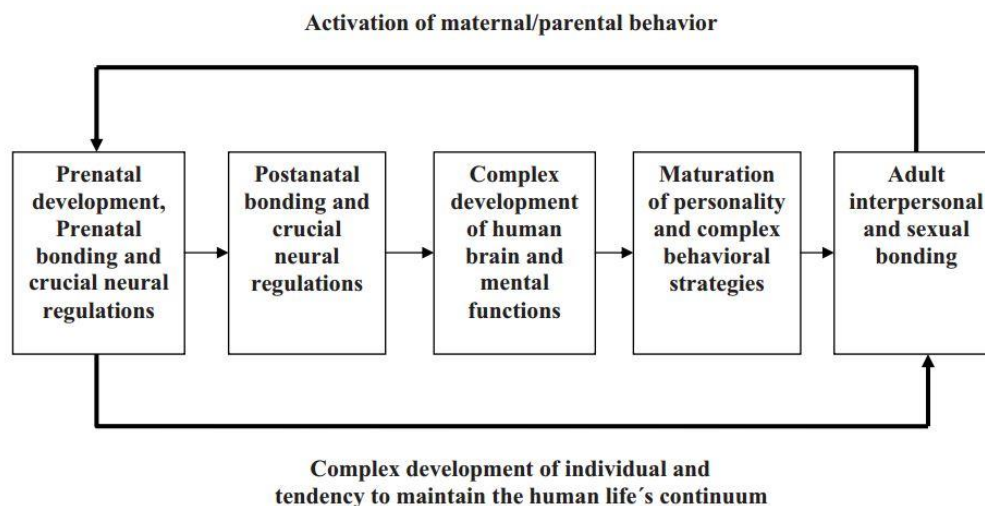 Activation of maternal/parental behavior
Prenatal
development,
Prenatal
bonding and
crucial neural
regulations
Postanatal
bonding and
crucial
neural
regulations
Complex
development
of human
brain and
mental
functions
Maturation
of personality
and complex
behavioral
strategies
Adult
interpersonal
and sexual
bonding
Complex development of individual and
tendency to maintain the human life´s continuum